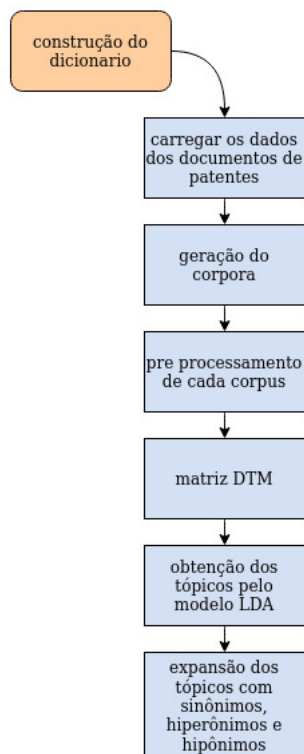 construção do
dicionario
carregar os dados
dos documentos de
patentes
geração do
corpora
pre processamento
de cada corpus
matriz DTM
obtenção dos
tópicos pelo
modelo LDA
expansão dos
tópicos com
sinônimos,
hiperônimos e
hipônimos